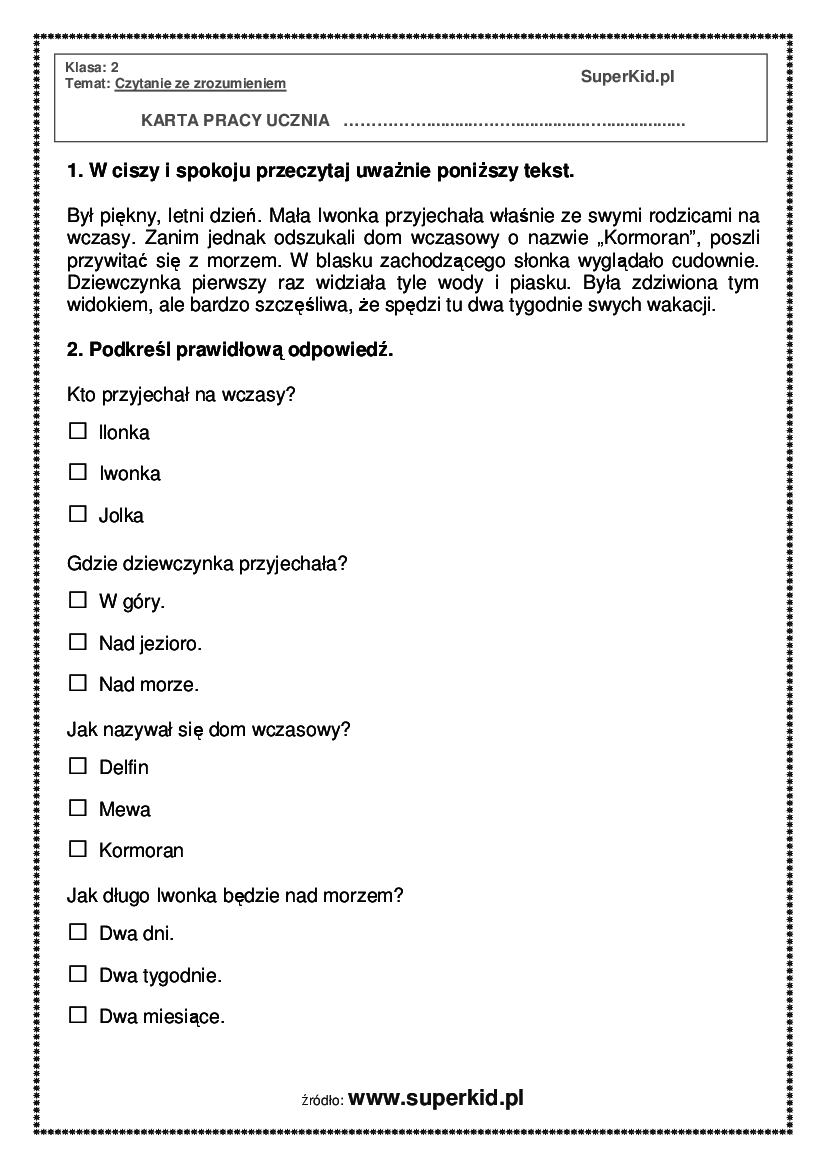 Klasa: 2
Temat: Czytanie ze zrozumieniem
SuperKid.pl
KARTA PRACY UCZNIA ……………...........……..................…..................
1. W ciszy i spokoju przeczytaj uważnie poniższy tekst.
Był piękny, letni dzień. Mała Iwonka przyjechała właśnie ze swymi rodzicami na
wczasy. Zanim jednak odszukali dom wczasowy o nazwie „Kormoran”, poszli
przywitać się z morzem. W blasku zachodzącego słonka wyglądało cudownie.
Dziewczynka pierwszy raz widziała tyle wody i piasku. Była zdziwiona tym
widokiem, ale bardzo szczęśliwa, że spędzi tu dwa tygodnie swych wakacji.
2. Podkreśl prawidłową odpowiedź.
Kto przyjechał na wczasy?
☐ Ilonka
☐ Iwonka
☐ Jolka
Gdzie dziewczynka przyjechała?
☐ W góry.
☐ Nad jezioro.
☐ Nad morze.
Jak nazywał się dom wczasowy?
☐ Delfin
☐ Mewa
☐ Kormoran
Jak długo Iwonka będzie nad morzem?
☐ Dwa dni.
☐ Dwa tygodnie.
☐ Dwa miesiące.
źródło: www.superkid.pl